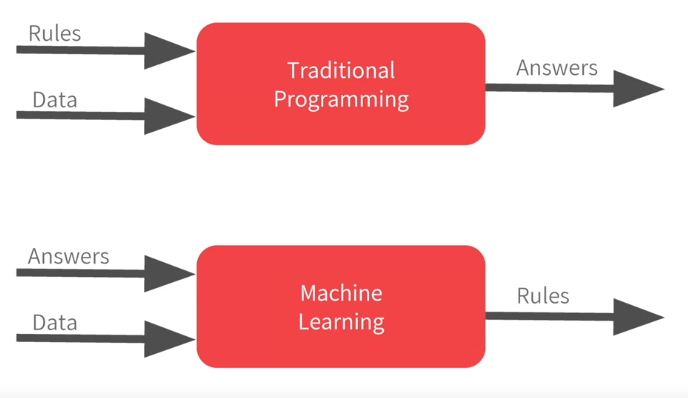 Rules
Data
Traditional
Programming
Answers
Answers
Data
Machine
Learning
Rules